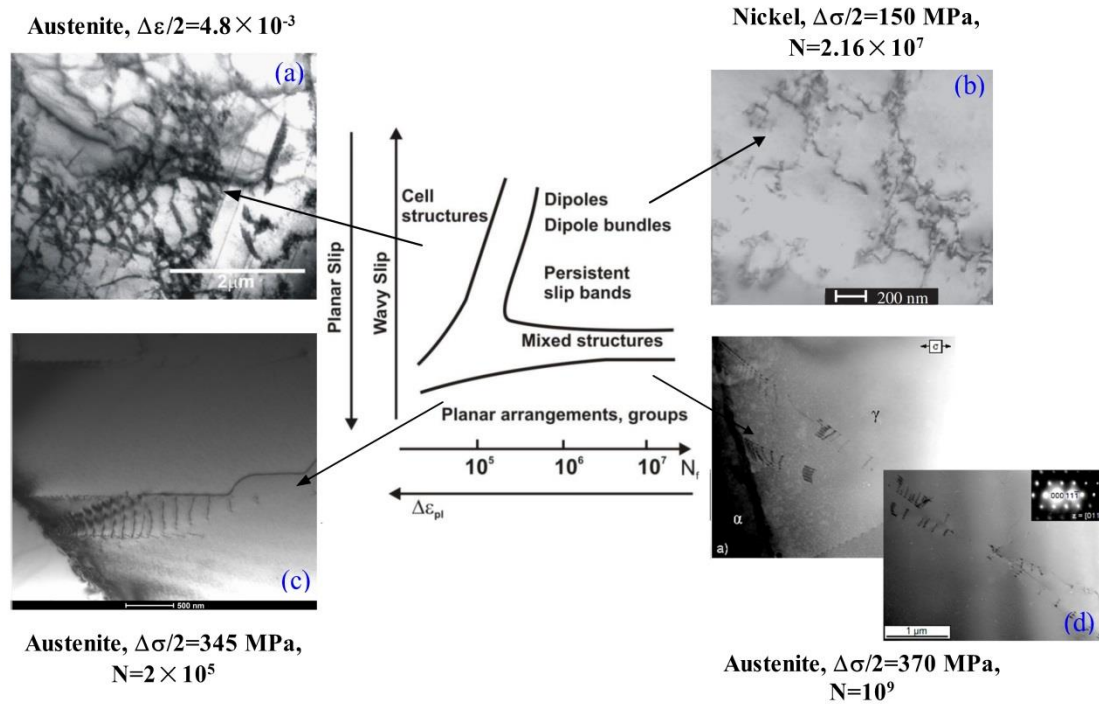 Austenite, Δε/2=4.8×10⁻³
(a)
2μm
Nickel, Δσ/2=150 MPa,
N=2.16×10⁷
(b)
200 nm
Planar Slip
Wavy Slip
Cell
structures
Dipoles
Dipole bundles
Persistent
slip bands
Mixed structures
Planar arrangements, groups
10⁵
10⁶
10⁷
N_f
Δε_pl
(c)
500 nm
Austenite, Δσ/2=345 MPa,
N=2×10⁵
σ
γ
α
a)
000 111
z = [011
(d)
1 μm
Austenite, Δσ/2=370 MPa,
N=10⁹